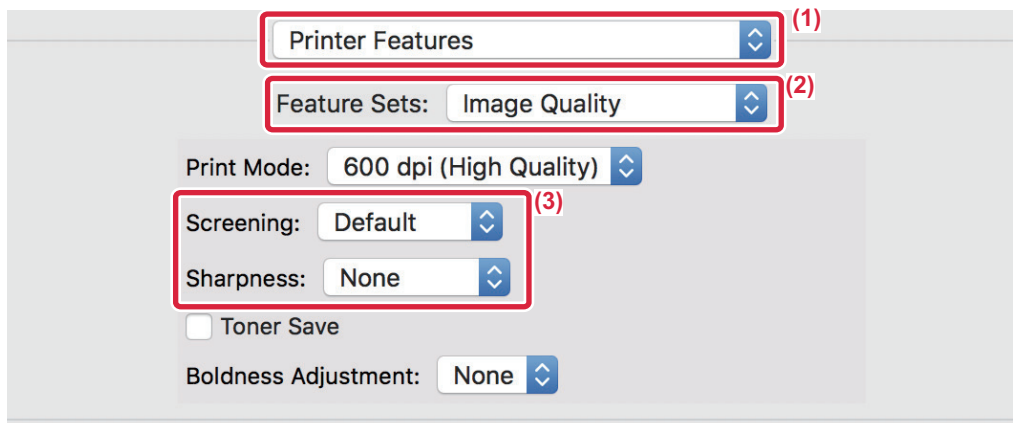 Printer Features (1)
Feature Sets: Image Quality (2)
Print Mode: 600 dpi (High Quality)
(3)
Screening: Default
Sharpness: None
Toner Save
Boldness Adjustment: None